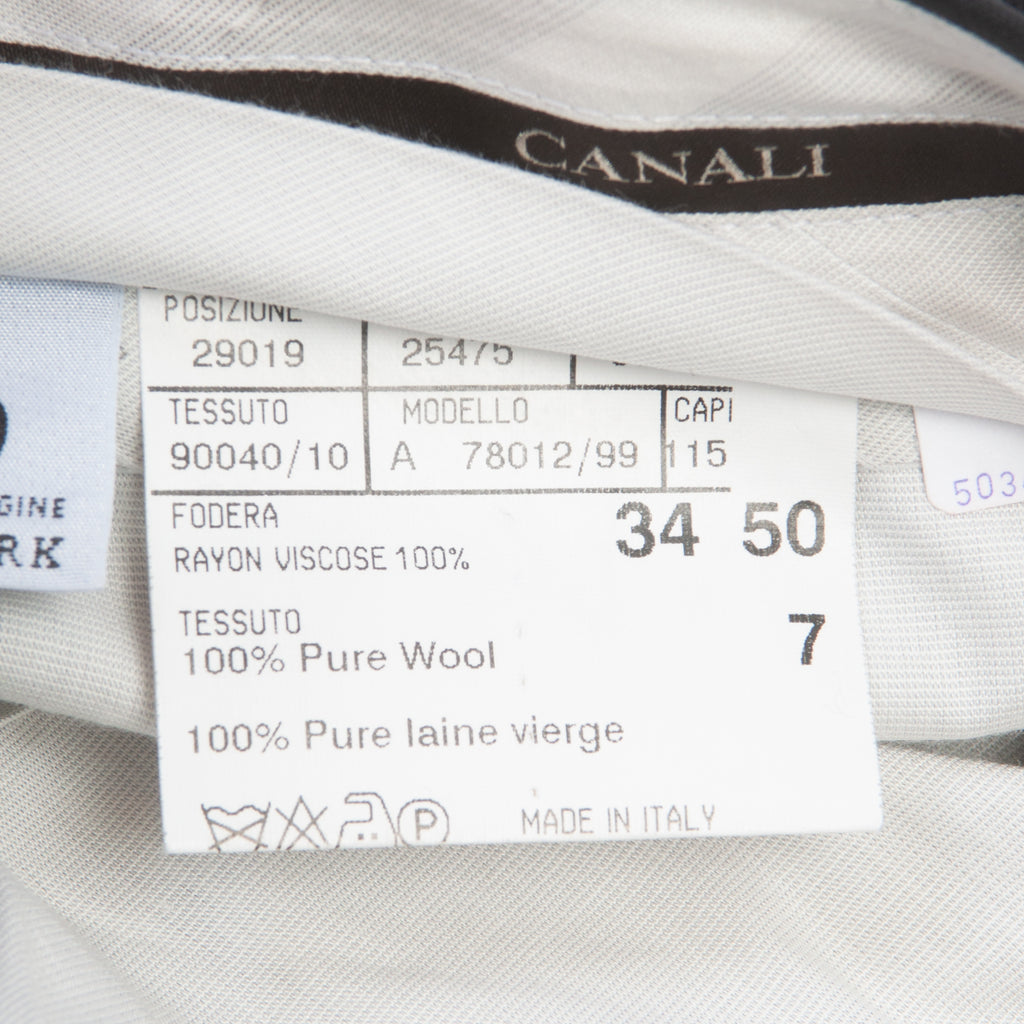 CANALI
POSIZIONE
29019 25475
TESSUTO MODELLO CAPI
90040/10 A 78012/99 115
FODERA 34 50
RAYON VISCOSE 100%
TESSUTO 7
100% Pure Wool
100% Pure laine vierge
P MADE IN ITALY
GINE
RK
503